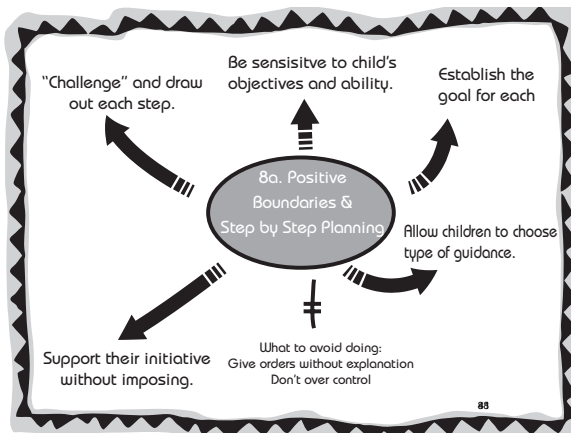 Be sensisitve to child's
objectives and ability.
"Challenge" and draw
out each step.
Establish the
goal for each
8a. Positive
Boundaries &
Step by Step Planning
Allow children to choose
type of guidance.
Support their initiative
without imposing.
What to avoid doing:
Give orders without explanation
Don't over control